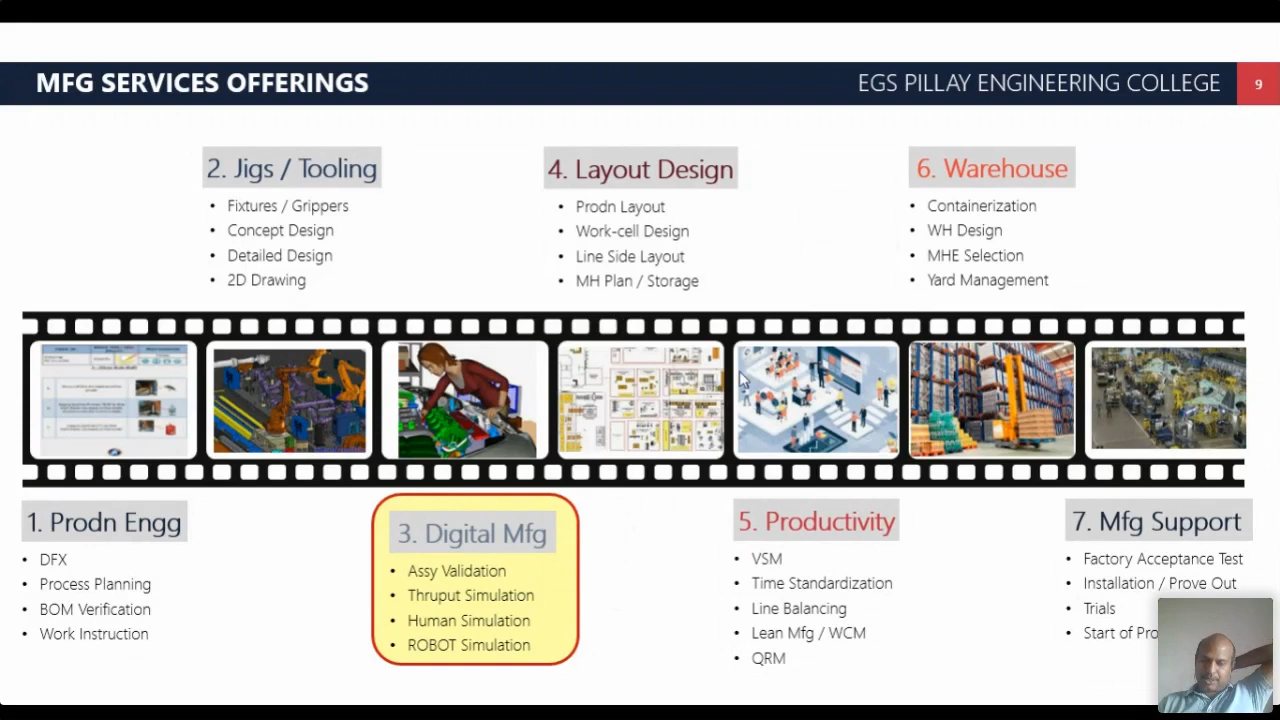 MFG SERVICES OFFERINGS
EGS PILLAY ENGINEERING COLLEGE
9
2. Jigs / Tooling
• Fixtures / Grippers
• Concept Design
• Detailed Design
• 2D Drawing
4. Layout Design
• Prodn Layout
• Work-cell Design
• Line Side Layout
• MH Plan / Storage
6. Warehouse
• Containerization
• WH Design
• MHE Selection
• Yard Management
1. Prodn Engg
• DFX
• Process Planning
• BOM Verification
• Work Instruction
3. Digital Mfg
• Assy Validation
• Thruput Simulation
• Human Simulation
• ROBOT Simulation
5. Productivity
• VSM
• Time Standardization
• Line Balancing
• Lean Mfg / WCM
• QRM
7. Mfg Support
• Factory Acceptance Test
• Installation / Prove Out
• Trials
• Start of Pro